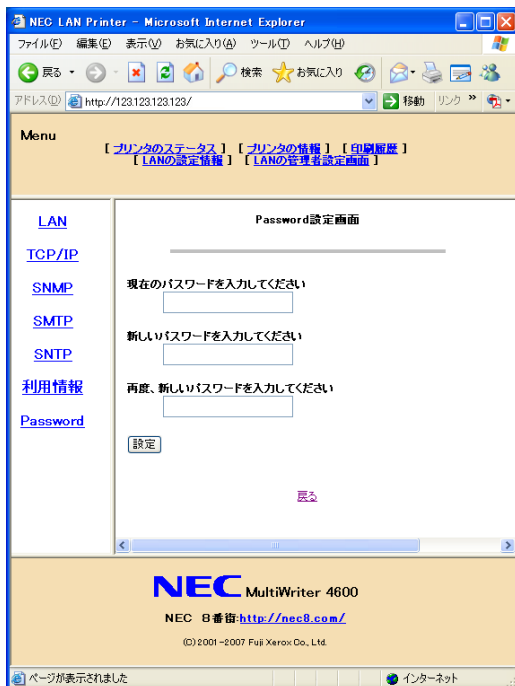 NEC LAN Printer - Microsoft Internet Explorer
ファイル(F) 編集(E) 表示(V) お気に入り(A) ツール(T) ヘルプ(H)
戻る 検索 お気に入り
アドレス(D) http://123.123.123.123/ 移動 リンク »
Menu
[ プリンタのステータス ] [ プリンタの情報 ] [ 印刷履歴 ]
[ LANの設定情報 ] [ LANの管理者設定画面 ]
LAN
TCP/IP
SNMP
SMTP
SNTP
利用情報
Password
Password設定画面
現在のパスワードを入力してください
新しいパスワードを入力してください
再度、新しいパスワードを入力してください
設定
戻る
NEC MultiWriter 4600
NEC 8番街:http://nec8.com/
(C)2001-2007 Fuji Xerox Co., Ltd.
ページが表示されました インターネット